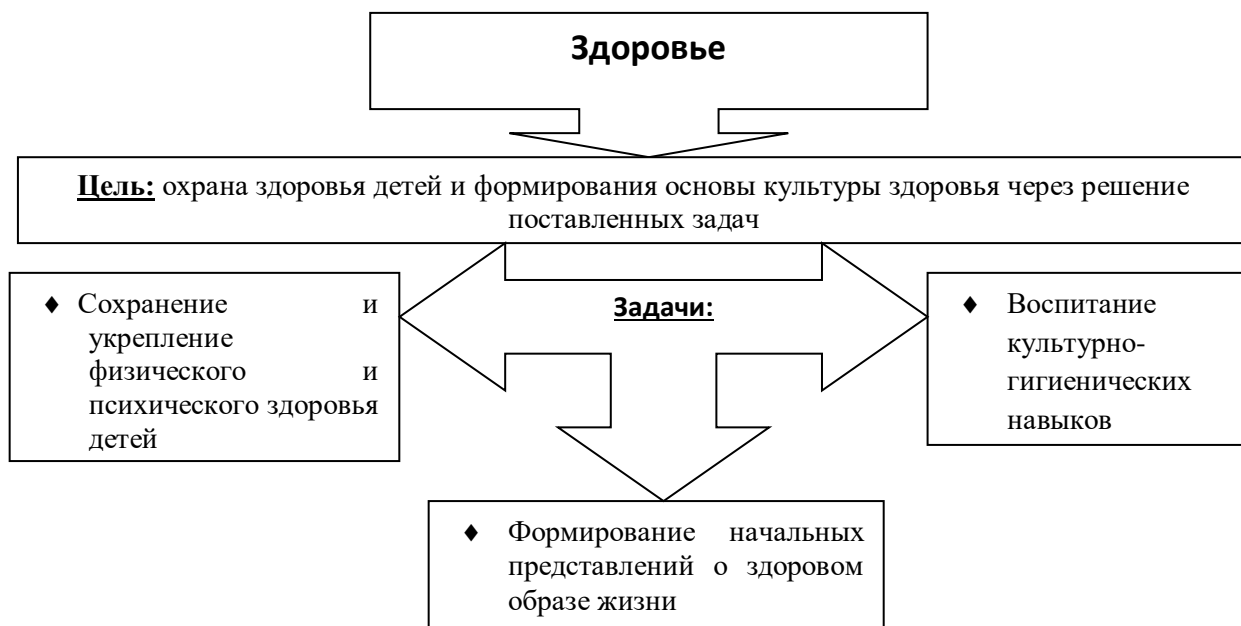 Здоровье
Цель: охрана здоровья детей и формирования основы культуры здоровья через решение
поставленных задач
Задачи:
♦ Сохранение и
укрепление
физического и
психического здоровья
детей
♦ Воспитание
культурно-
гигиенических
навыков
♦ Формирование начальных
представлений о здоровом
образе жизни